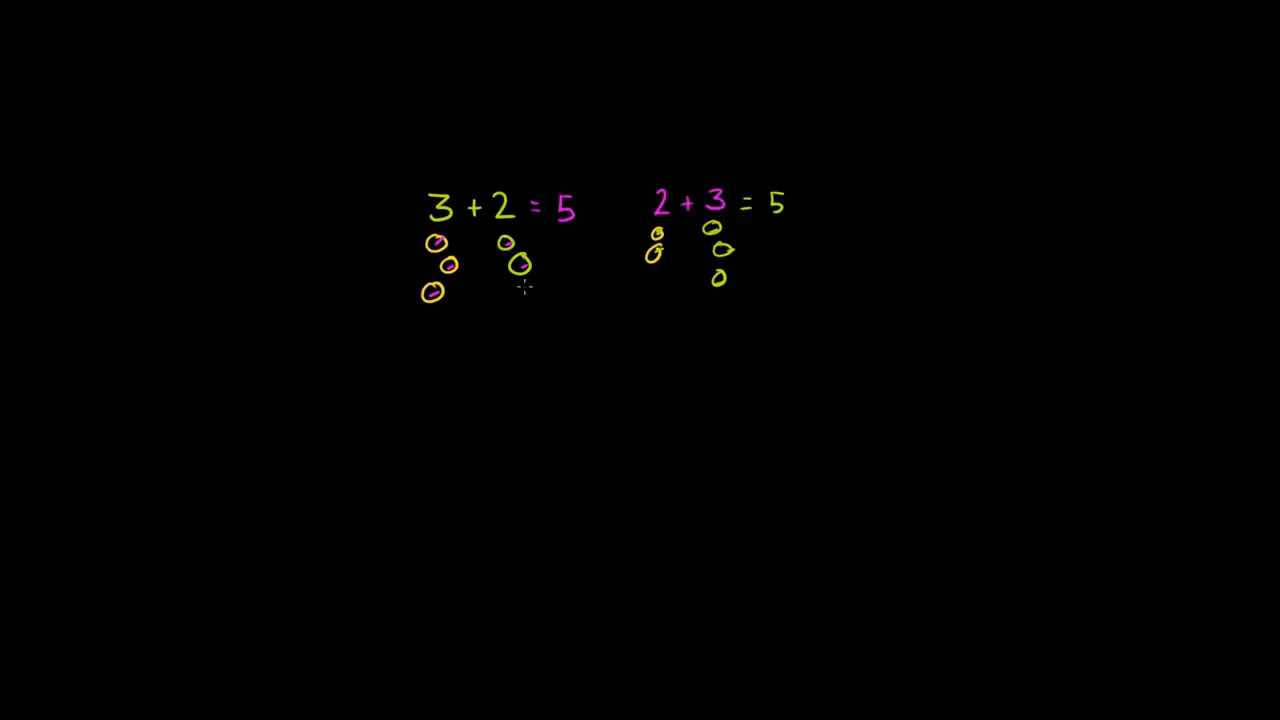 3 + 2 = 5 2 + 3 = 5